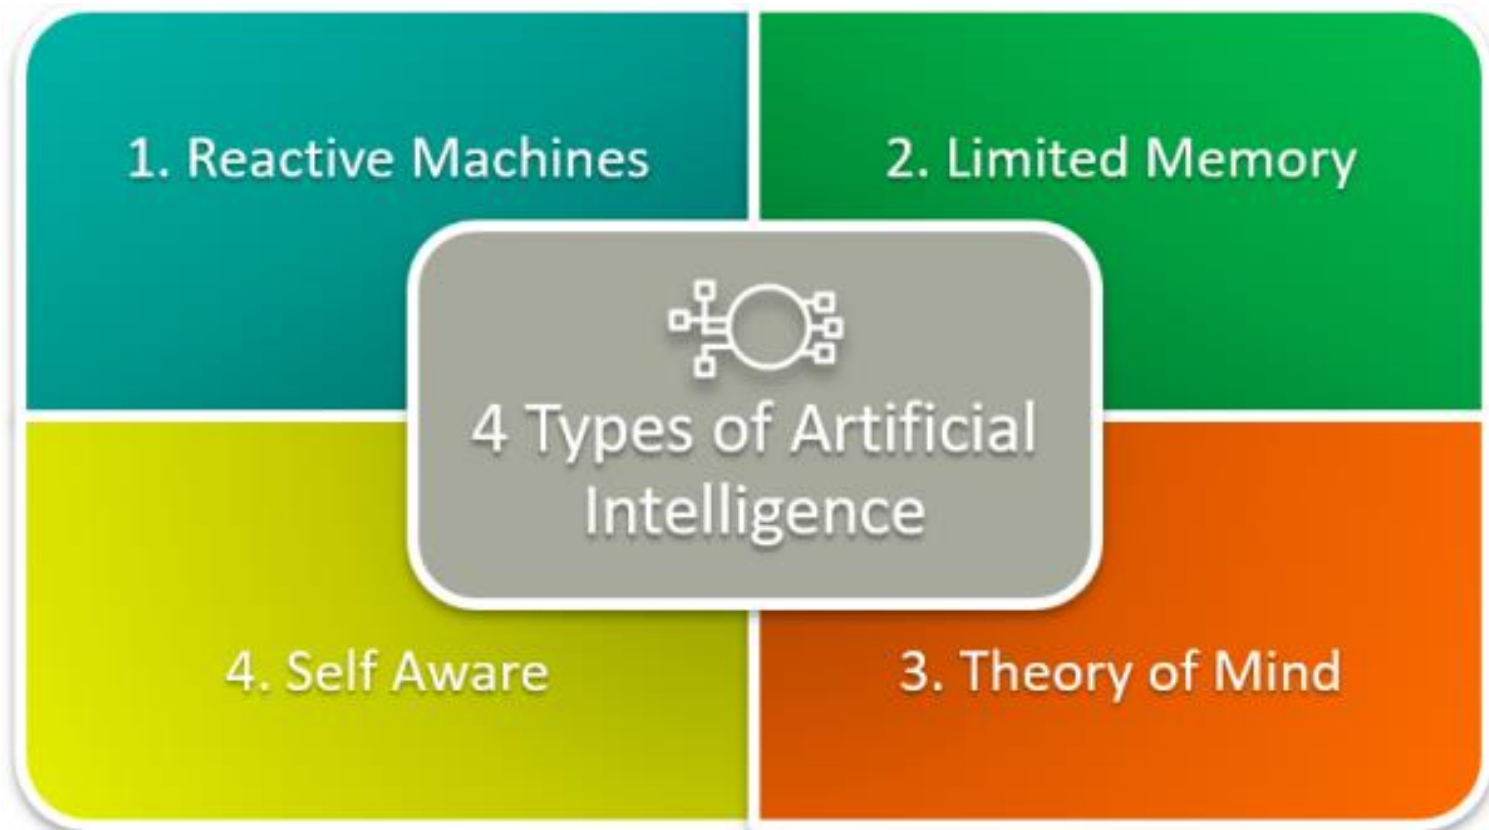 1. Reactive Machines
2. Limited Memory
4 Types of Artificial
Intelligence
4. Self Aware
3. Theory of Mind